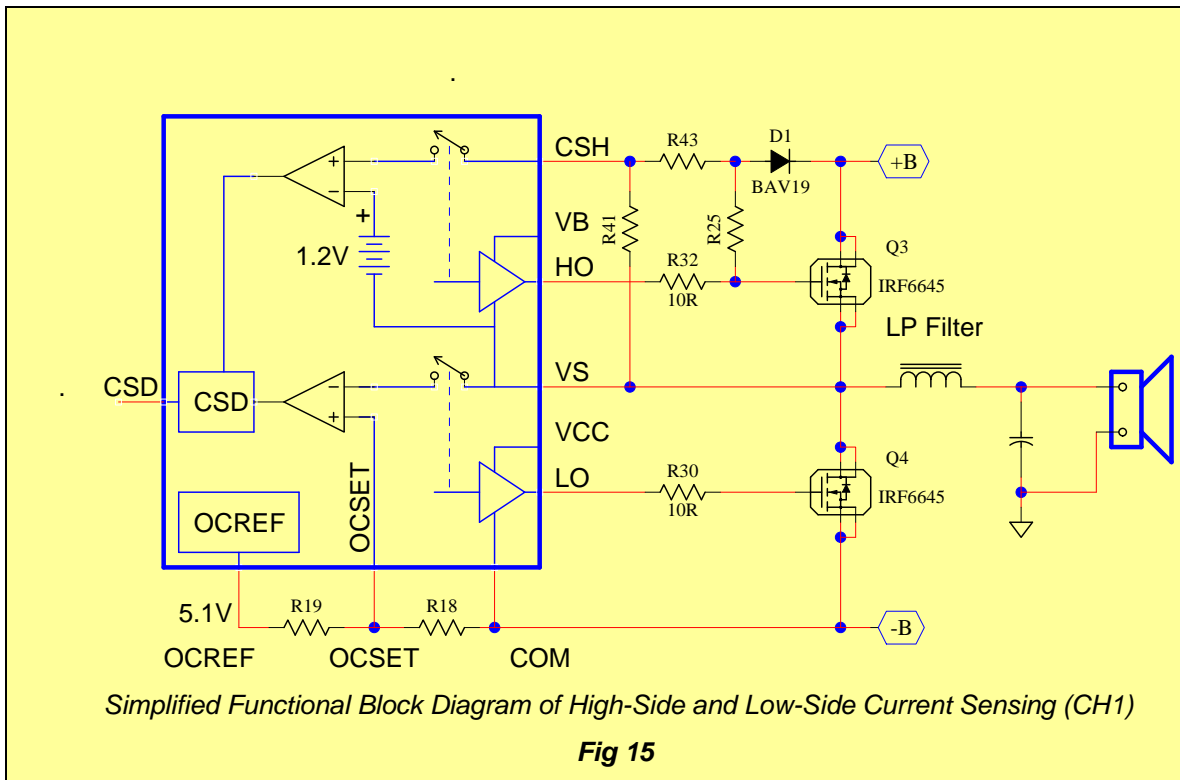 CSH
R43
D1
BAV19
+B
+
−
+
1.2V
R41
R25
VB
HO
R32
10R
Q3
IRF6645
LP Filter
VS
CSD
CSD
−
+
VCC
LO
R30
10R
Q4
IRF6645
OCSET
OCREF
5.1V
R19
R18
-B
OCREF
OCSET
COM
Simplified Functional Block Diagram of High-Side and Low-Side Current Sensing (CH1)
Fig 15